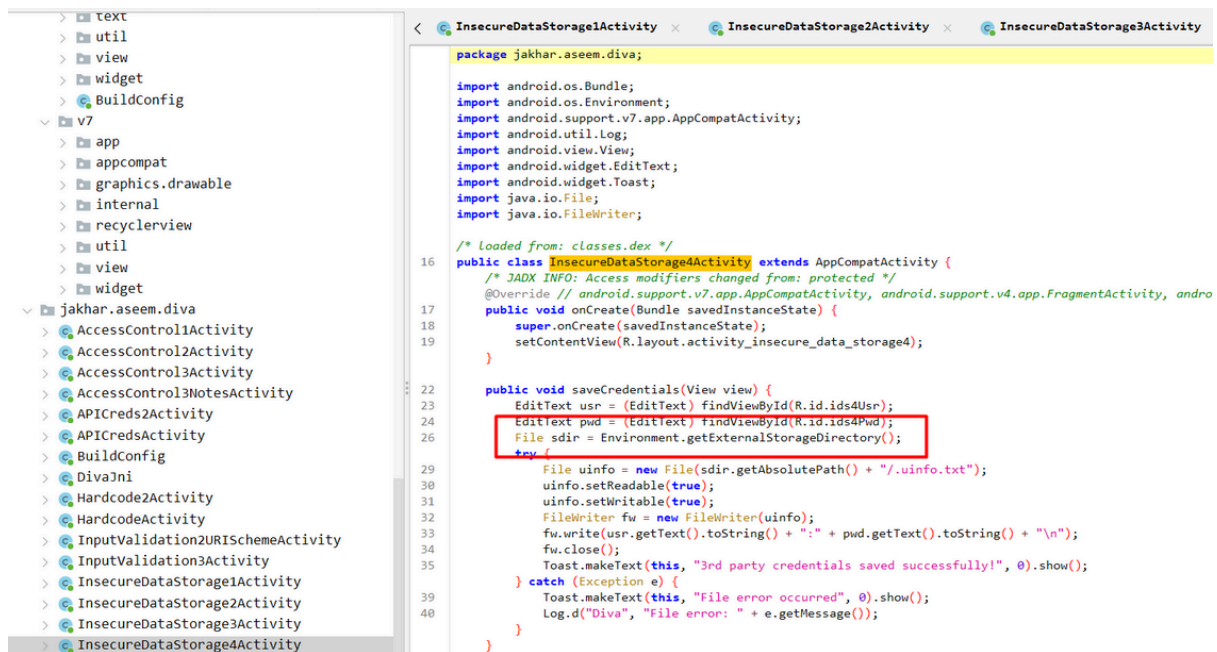 text
util
view
widget
BuildConfig
v7
app
appcompat
graphics.drawable
internal
recyclerview
util
view
widget
jakhar.aseem.diva
AccessControl1Activity
AccessControl2Activity
AccessControl3Activity
AccessControl3NotesActivity
APICreds2Activity
APICredsActivity
BuildConfig
DivaJni
Hardcode2Activity
HardcodeActivity
InputValidation2URISchemeActivity
InputValidation3Activity
InsecureDataStorage1Activity
InsecureDataStorage2Activity
InsecureDataStorage3Activity
InsecureDataStorage4Activity
InsecureDataStorage1Activity × InsecureDataStorage2Activity × InsecureDataStorage3Activity
package jakhar.aseem.diva;
import android.os.Bundle;
import android.os.Environment;
import android.support.v7.app.AppCompatActivity;
import android.util.Log;
import android.view.View;
import android.widget.EditText;
import android.widget.Toast;
import java.io.File;
import java.io.FileWriter;
/* loaded from: classes.dex */
16 public class InsecureDataStorage4Activity extends AppCompatActivity {
/* JADX INFO: Access modifiers changed from: protected */
@Override // android.support.v7.app.AppCompatActivity, android.support.v4.app.FragmentActivity, andro
17 public void onCreate(Bundle savedInstanceState) {
18 super.onCreate(savedInstanceState);
19 setContentView(R.layout.activity_insecure_data_storage4);
}
22 public void saveCredentials(View view) {
23 EditText usr = (EditText) findViewById(R.id.ids4Usr);
24 EditText pwd = (EditText) findViewById(R.id.ids4Pwd);
26 File sdir = Environment.getExternalStorageDirectory();
try {
29 File uinfo = new File(sdir.getAbsolutePath() + "/.uinfo.txt");
30 uinfo.setReadable(true);
31 uinfo.setWritable(true);
32 FileWriter fw = new FileWriter(uinfo);
33 fw.write(usr.getText().toString() + ":" + pwd.getText().toString() + "\n");
34 fw.close();
35 Toast.makeText(this, "3rd party credentials saved successfully!", 0).show();
} catch (Exception e) {
39 Toast.makeText(this, "File error occurred", 0).show();
40 Log.d("Diva", "File error: " + e.getMessage());
}
}